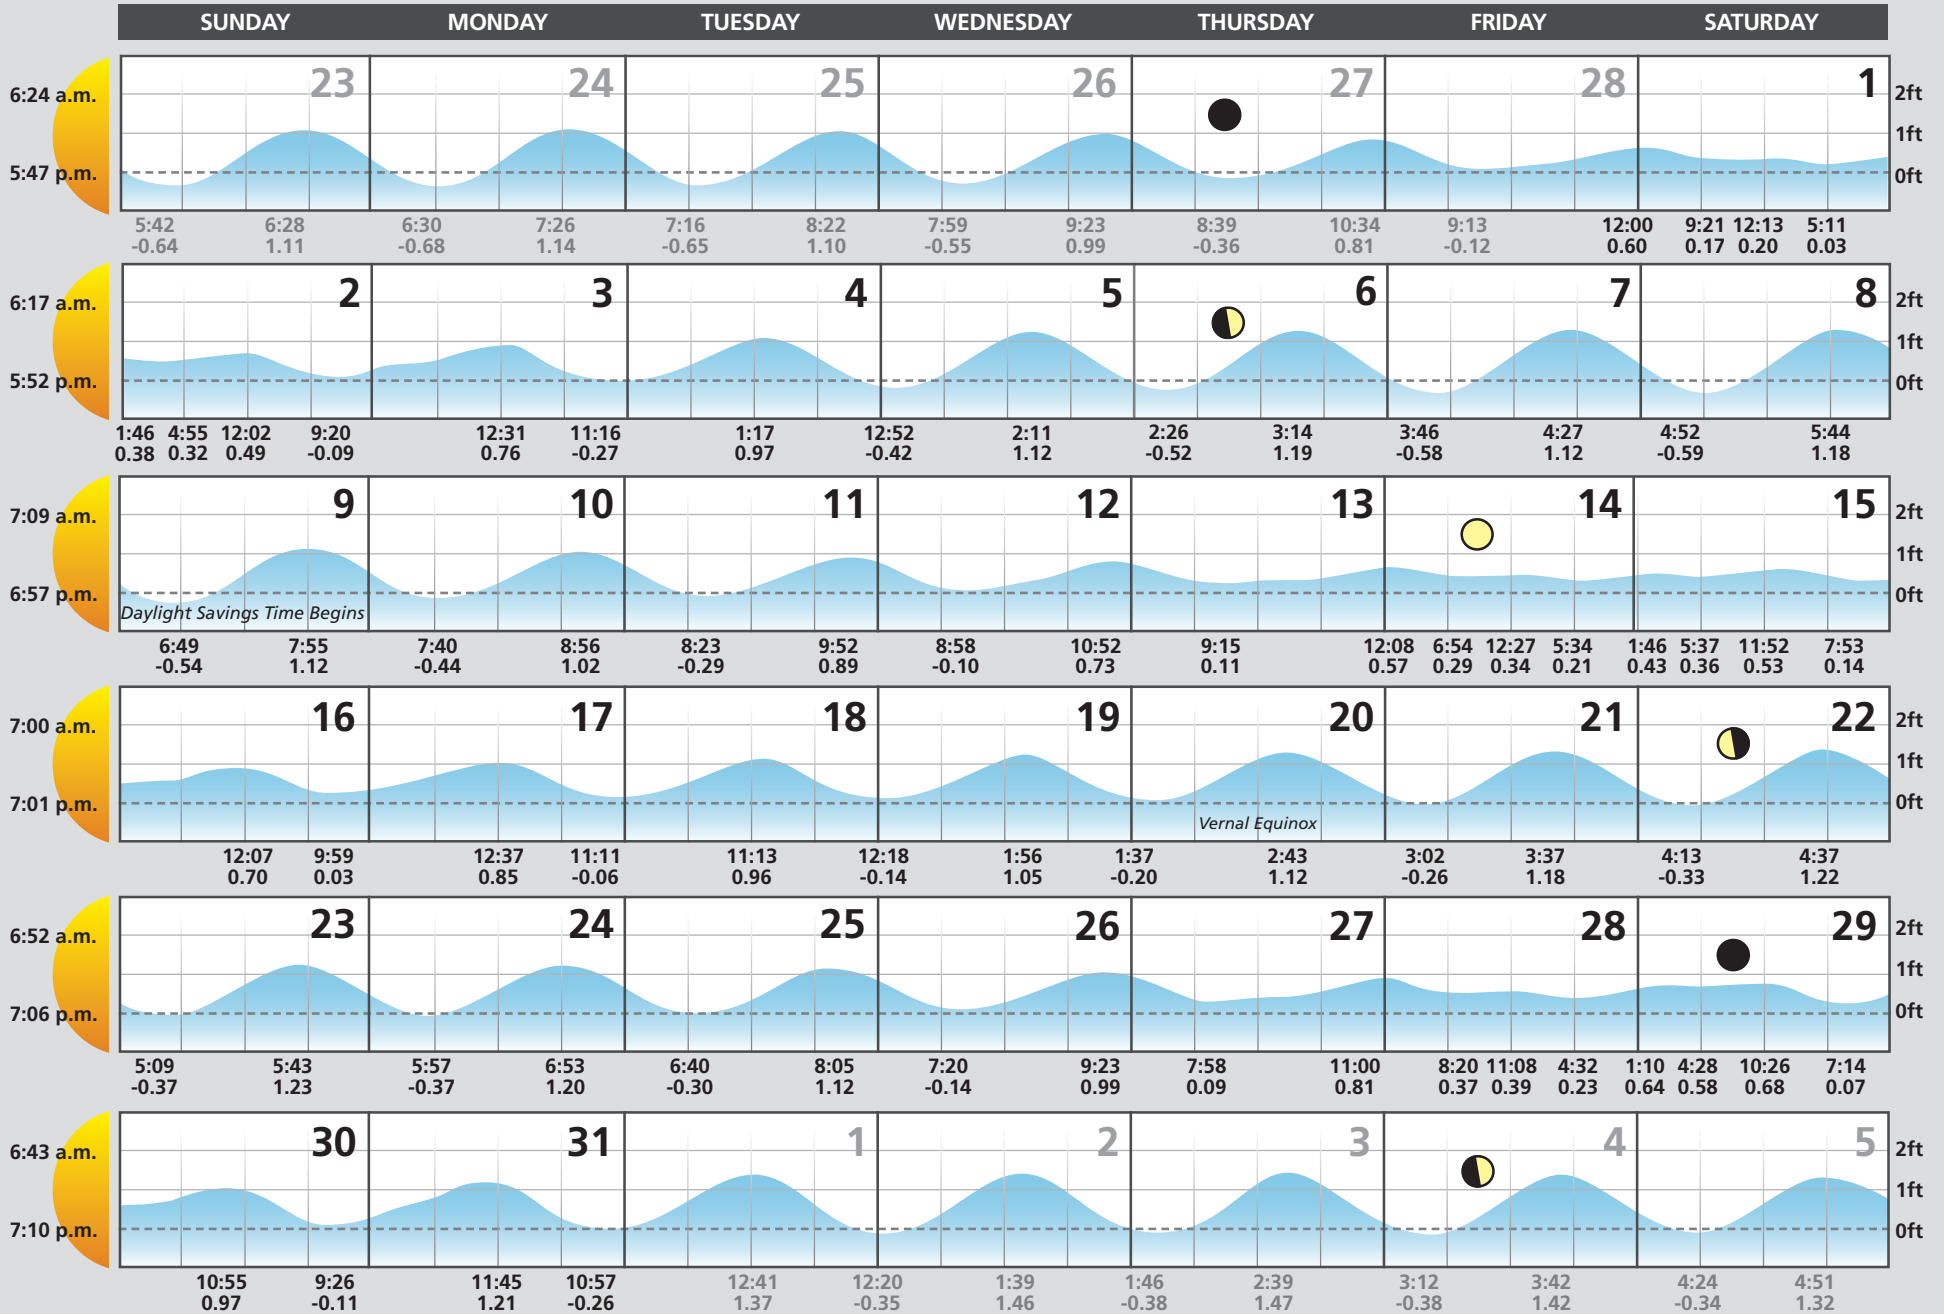 SUNDAY MONDAY TUESDAY WEDNESDAY THURSDAY FRIDAY SATURDAY
23 24 25 26 27 28 1
6:24 a.m. 2ft
1ft
5:47 p.m. 0ft
5:42 6:28 6:30 7:26 7:16 8:22 7:59 9:23 8:39 10:34 9:13 12:00 9:21 12:13 5:11
-0.64 1.11 -0.68 1.14 -0.65 1.10 -0.55 0.99 -0.36 0.81 -0.12 0.60 0.17 0.20 0.03
2 3 4 5 6 7 8
6:17 a.m. 2ft
1ft
5:52 p.m. 0ft
1:46 4:55 12:02 9:20 12:31 11:16 1:17 12:52 2:11 2:26 3:14 3:46 4:27 4:52 5:44
0.38 0.32 0.49 -0.09 0.76 -0.27 0.97 -0.42 1.12 -0.52 1.19 -0.58 1.12 -0.59 1.18
9 10 11 12 13 14 15
7:09 a.m. 2ft
1ft
6:57 p.m. 0ft
Daylight Savings Time Begins
6:49 7:55 7:40 8:56 8:23 9:52 8:58 10:52 9:15 12:08 6:54 12:27 5:34 1:46 5:37 11:52 7:53
-0.54 1.12 -0.44 1.02 -0.29 0.89 -0.10 0.73 0.11 0.57 0.29 0.34 0.21 0.43 0.36 0.53 0.14
16 17 18 19 20 21 22
7:00 a.m. 2ft
1ft
7:01 p.m. 0ft
Vernal Equinox
12:07 9:59 12:37 11:11 11:13 12:18 1:56 1:37 2:43 3:02 3:37 4:13 4:37
0.70 0.03 0.85 -0.06 0.96 -0.14 1.05 -0.20 1.12 -0.26 1.18 -0.33 1.22
23 24 25 26 27 28 29
6:52 a.m. 2ft
1ft
7:06 p.m. 0ft
5:09 5:43 5:57 6:53 6:40 8:05 7:20 9:23 7:58 11:00 8:20 11:08 4:32 1:10 4:28 10:26 7:14
-0.37 1.23 -0.37 1.20 -0.30 1.12 -0.14 0.99 0.09 0.81 0.37 0.39 0.23 0.64 0.58 0.68 0.07
30 31 1 2 3 4 5
6:43 a.m. 2ft
1ft
7:10 p.m. 0ft
10:55 9:26 11:45 10:57 12:41 12:20 1:39 1:46 2:39 3:12 3:42 4:24 4:51
0.97 -0.11 1.21 -0.26 1.37 -0.35 1.46 -0.38 1.47 -0.38 1.42 -0.34 1.32